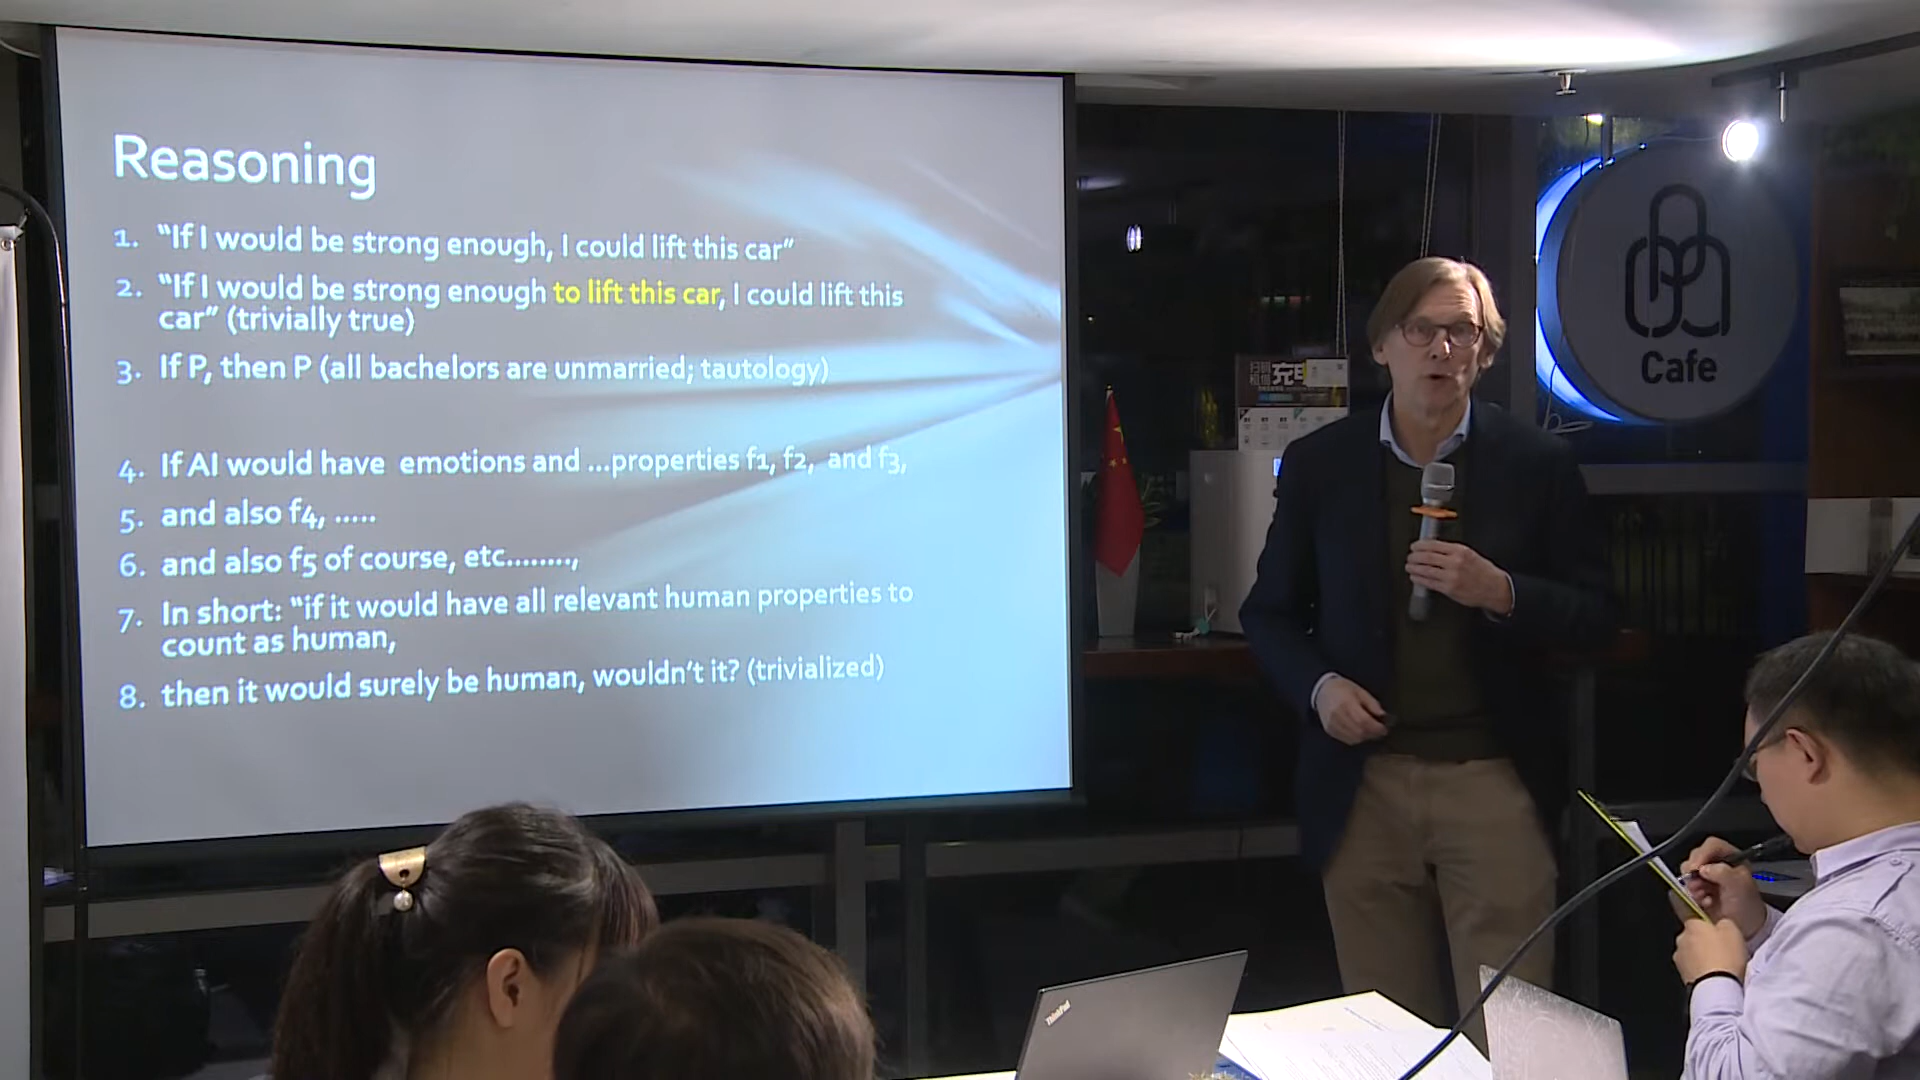 Reasoning
1. "If I would be strong enough, I could lift this car"
2. "If I would be strong enough to lift this car, I could lift this
car" (trivially true)
3. If P, then P (all bachelors are unmarried; tautology)
4. If AI would have emotions and ...properties f1, f2, and f3,
5. and also f4, .....
6. and also f5 of course, etc........,
7. In short: "if it would have all relevant human properties to
count as human,
8. then it would surely be human, wouldn't it? (trivialized)
Cafe
ThinkPad